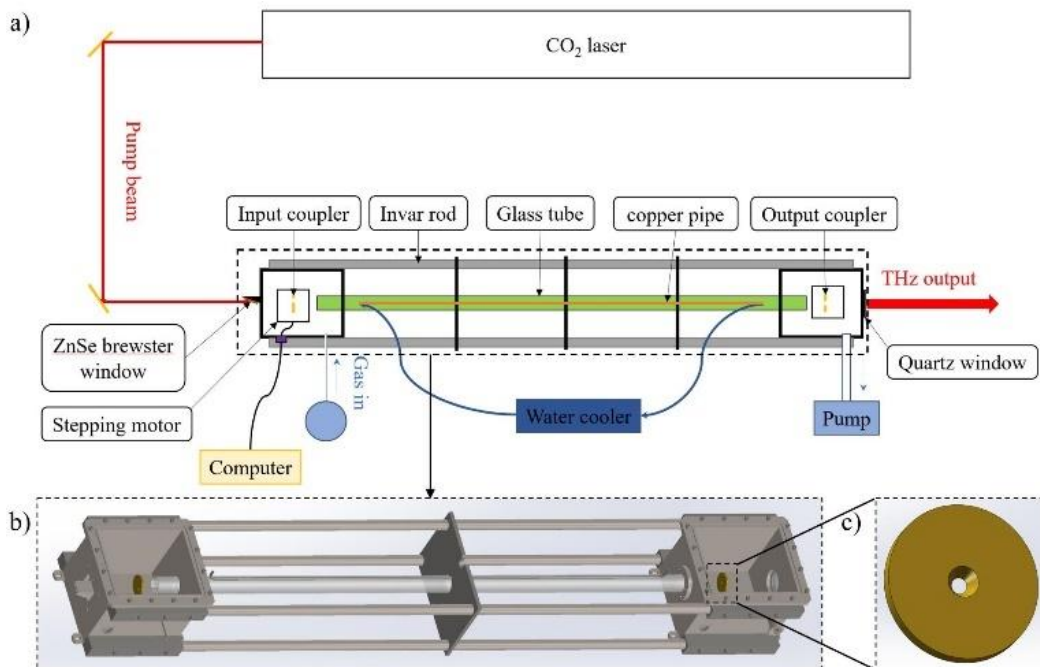 a)
CO2 laser
Pump beam
Input coupler
Invar rod
Glass tube
copper pipe
Output coupler
THz output
ZnSe brewster
window
Quartz window
Stepping motor
Gas in
Water cooler
Pump
Computer
b)
c)